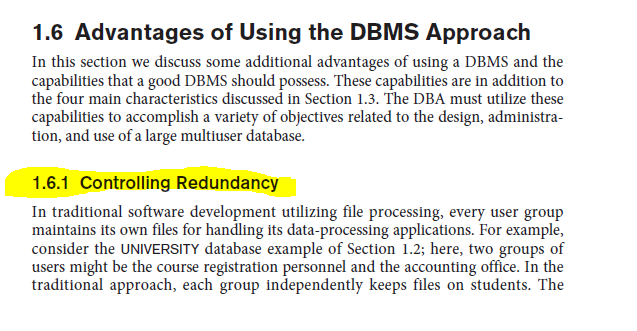 1.6 Advantages of Using the DBMS Approach
In this section we discuss some additional advantages of using a DBMS and the
capabilities that a good DBMS should possess. These capabilities are in addition to
the four main characteristics discussed in Section 1.3. The DBA must utilize these
capabilities to accomplish a variety of objectives related to the design, administra-
tion, and use of a large multiuser database.
1.6.1 Controlling Redundancy
In traditional software development utilizing file processing, every user group
maintains its own files for handling its data-processing applications. For example,
consider the UNIVERSITY database example of Section 1.2; here, two groups of
users might be the course registration personnel and the accounting office. In the
traditional approach, each group independently keeps files on students. The